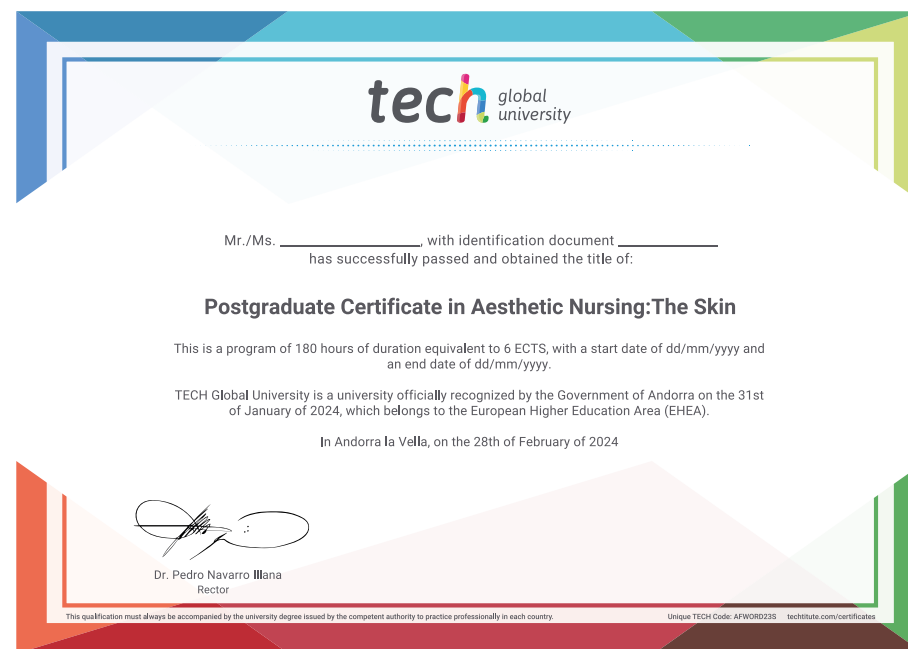 tech global university
Mr./Ms. ____________________, with identification document ______________
has successfully passed and obtained the title of:
Postgraduate Certificate in Aesthetic Nursing:The Skin
This is a program of 180 hours of duration equivalent to 6 ECTS, with a start date of dd/mm/yyyy and
an end date of dd/mm/yyyy.
TECH Global University is a university officially recognized by the Government of Andorra on the 31st
of January of 2024, which belongs to the European Higher Education Area (EHEA).
In Andorra la Vella, on the 28th of February of 2024
Dr. Pedro Navarro Illana
Rector
This qualification must always be accompanied by the university degree issued by the competent authority to practice professionally in each country.
Unique TECH Code: AFWORD23S techtitute.com/certificates